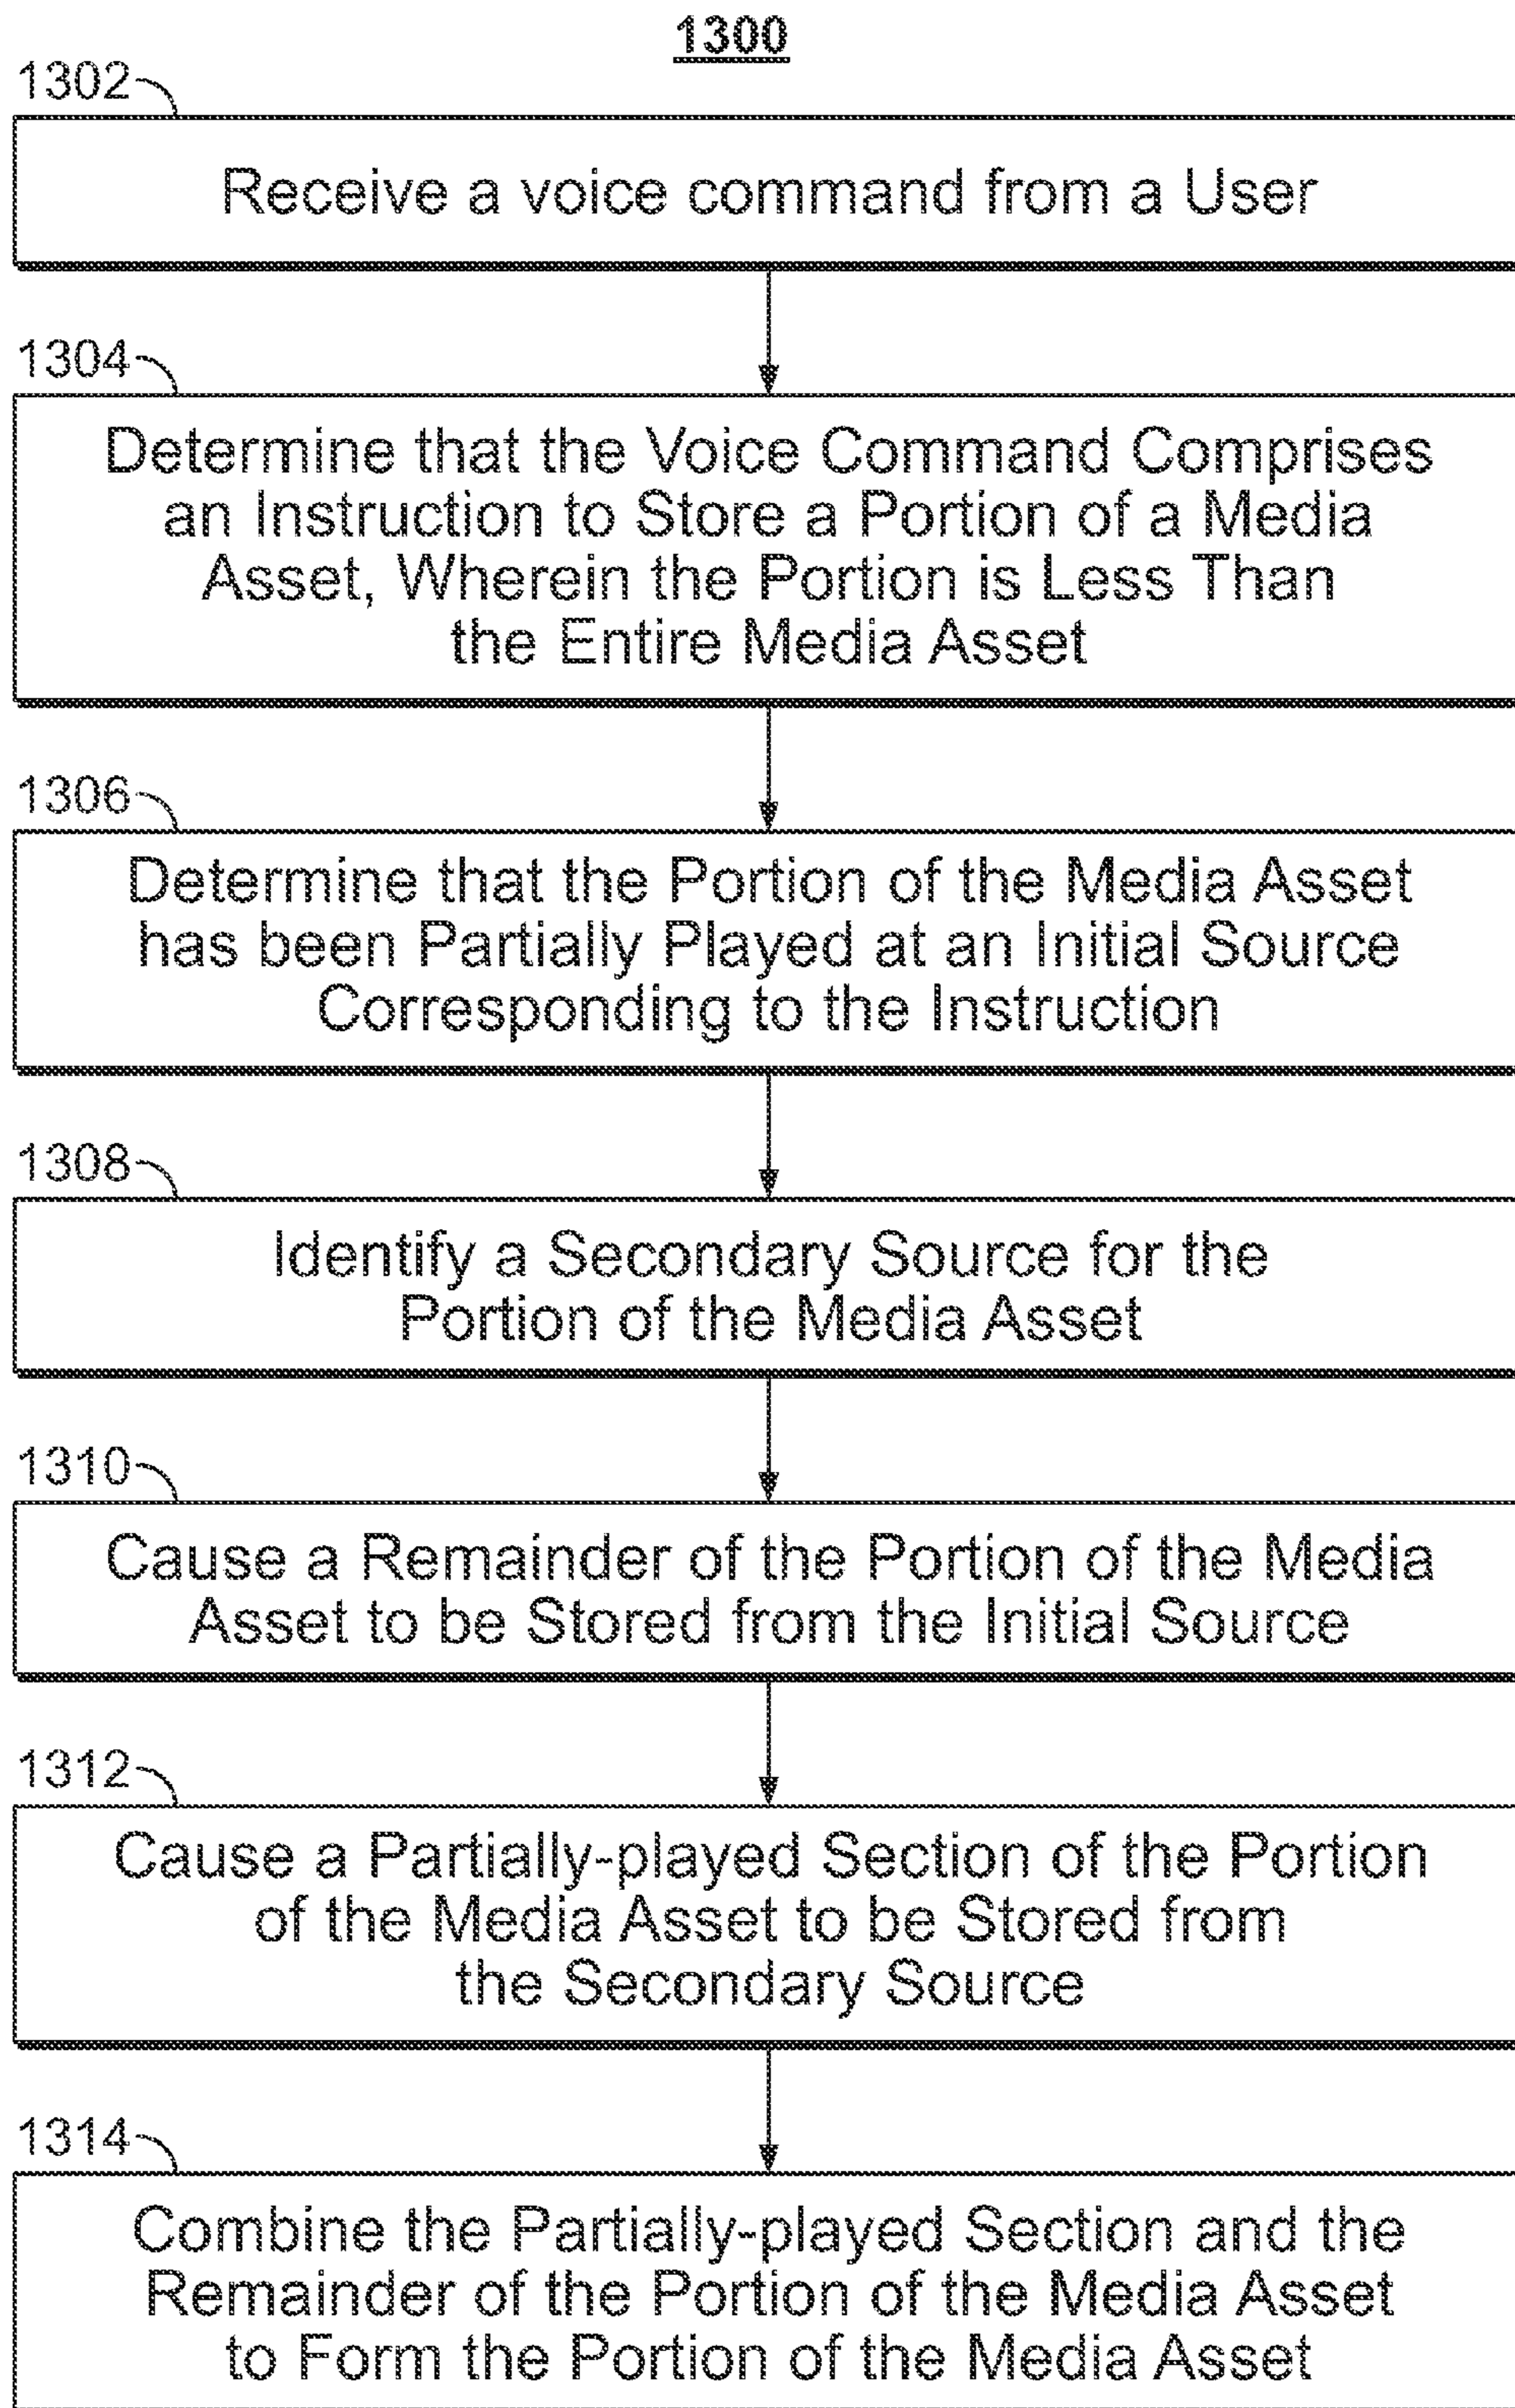 1300
1302
Receive a voice command from a User
1304
Determine that the Voice Command Comprises
an Instruction to Store a Portion of a Media
Asset, Wherein the Portion is Less Than
the Entire Media Asset
1306
Determine that the Portion of the Media Asset
has been Partially Played at an Initial Source
Corresponding to the Instruction
1308
Identify a Secondary Source for the
Portion of the Media Asset
1310
Cause a Remainder of the Portion of the Media
Asset to be Stored from the Initial Source
1312
Cause a Partially-played Section of the Portion
of the Media Asset to be Stored from
the Secondary Source
1314
Combine the Partially-played Section and the
Remainder of the Portion of the Media Asset
to Form the Portion of the Media Asset